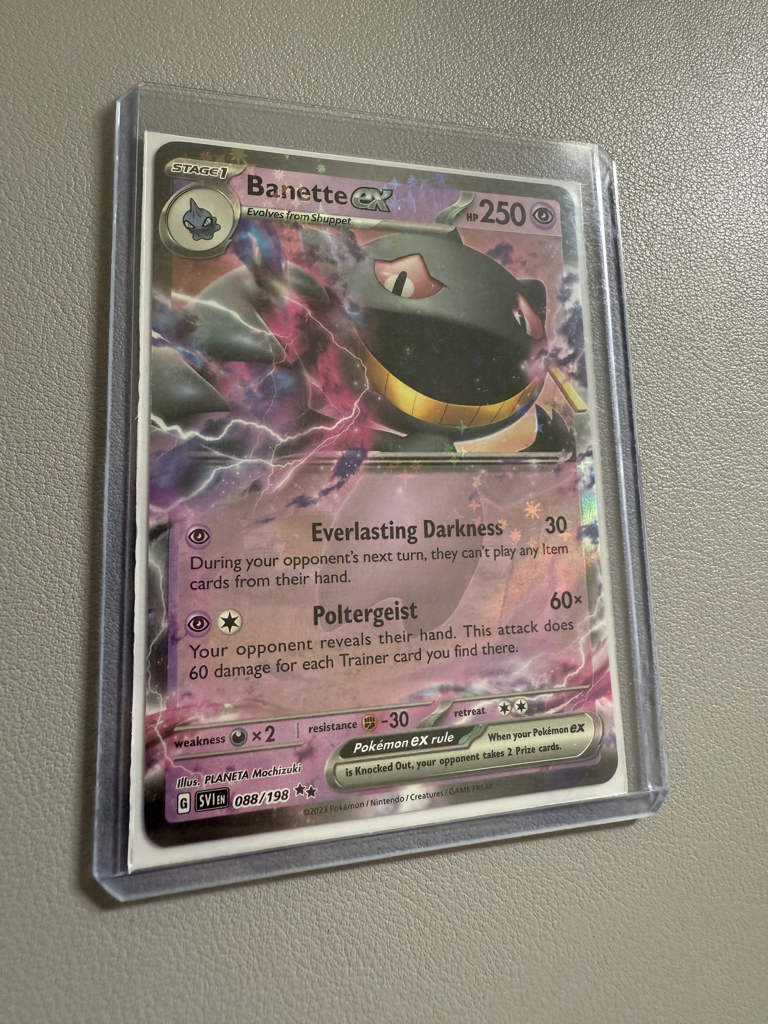 STAGE1
Banette ex
HP 250
Evolves from Shuppet
Everlasting Darkness 30
During your opponent's next turn, they can't play any Item
cards from their hand.
Poltergeist 60×
Your opponent reveals their hand. This attack does
60 damage for each Trainer card you find there.
weakness ×2 resistance -30 retreat
Pokémon ex rule When your Pokémon ex
is Knocked Out, your opponent takes 2 Prize cards.
Illus. PLANETA Mochizuki
G SVI EN 088/198
©2023 Pokémon / Nintendo / Creatures / GAME FREAK